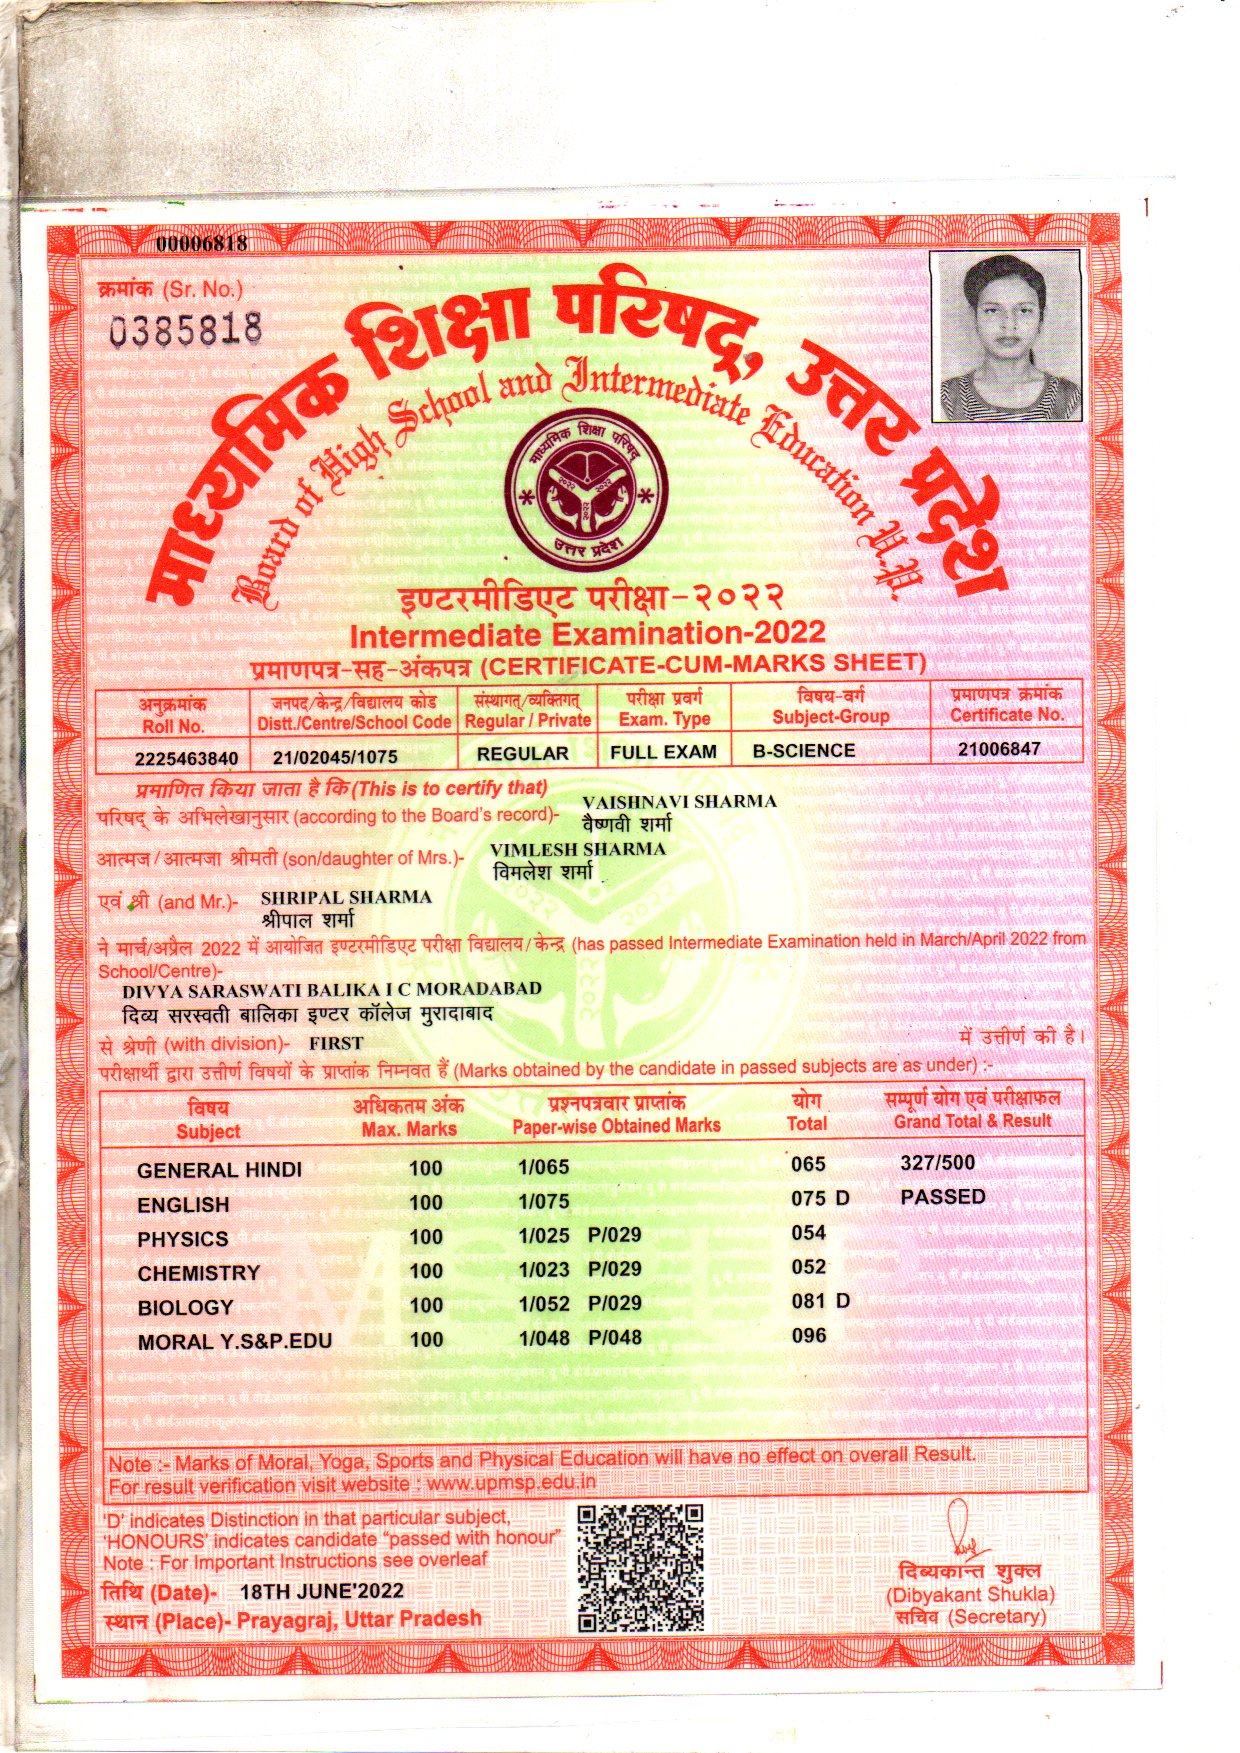 00006818
क्रमांक (Sr. No.)
0385818
माध्यमिक शिक्षा परिषद्, उत्तर प्रदेश
Board of High School and Intermediate Education U.P.
माध्यमिक शिक्षा परिषद्
२०२२ २०२२
२०२२
उत्तर प्रदेश
इण्टरमीडिएट परीक्षा-२०२२
Intermediate Examination-2022
प्रमाणपत्र-सह-अंकपत्र (CERTIFICATE-CUM-MARKS SHEET)
अनुक्रमांक जनपद/केन्द्र/विद्यालय कोड संस्थागत्/व्यक्तिगत् परीक्षा प्रवर्ग विषय-वर्ग प्रमाणपत्र क्रमांक
Roll No. Distt./Centre/School Code Regular / Private Exam. Type Subject-Group Certificate No.
2225463840 21/02045/1075 REGULAR FULL EXAM B-SCIENCE 21006847
प्रमाणित किया जाता है कि (This is to certify that)
परिषद् के अभिलेखानुसार (according to the Board's record)- VAISHNAVI SHARMA
वैष्णवी शर्मा
आत्मज/आत्मजा श्रीमती (son/daughter of Mrs.)- VIMLESH SHARMA
विमलेश शर्मा
एवं श्री (and Mr.)- SHRIPAL SHARMA
श्रीपाल शर्मा
ने मार्च/अप्रैल 2022 में आयोजित इण्टरमीडिएट परीक्षा विद्यालय/केन्द्र (has passed Intermediate Examination held in March/April 2022 from
School/Centre)-
DIVYA SARASWATI BALIKA I C MORADABAD
दिव्य सरस्वती बालिका इण्टर कॉलेज मुरादाबाद
से श्रेणी (with division)- FIRST में उत्तीर्ण की है।
परीक्षार्थी द्वारा उत्तीर्ण विषयों के प्राप्तांक निम्नवत हैं (Marks obtained by the candidate in passed subjects are as under) :-
विषय अधिकतम अंक प्रश्नपत्रवार प्राप्तांक योग सम्पूर्ण योग एवं परीक्षाफल
Subject Max. Marks Paper-wise Obtained Marks Total Grand Total & Result
GENERAL HINDI 100 1/065 065 327/500
ENGLISH 100 1/075 075 D PASSED
PHYSICS 100 1/025 P/029 054
CHEMISTRY 100 1/023 P/029 052
BIOLOGY 100 1/052 P/029 081 D
MORAL Y.S&P.EDU 100 1/048 P/048 096
Note :- Marks of Moral, Yoga, Sports and Physical Education will have no effect on overall Result.
For result verification visit website : www.upmsp.edu.in
'D' indicates Distinction in that particular subject,
'HONOURS' indicates candidate "passed with honour"
Note : For Important Instructions see overleaf
तिथि (Date)- 18TH JUNE'2022
स्थान (Place)- Prayagraj, Uttar Pradesh
दिब्यकान्त शुक्ल
(Dibyakant Shukla)
सचिव (Secretary)